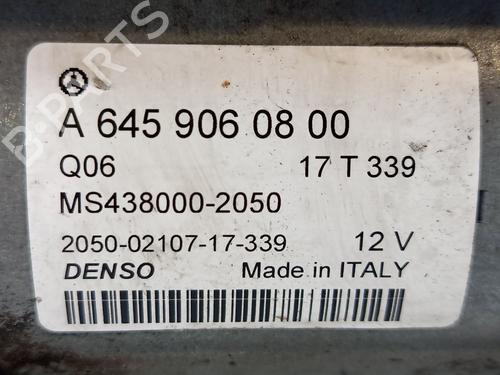 A 645 906 08 00
Q06 17 T 339
MS438000-2050
2050-02107-17-339 12 V
DENSO Made in ITALY
B-PARTS